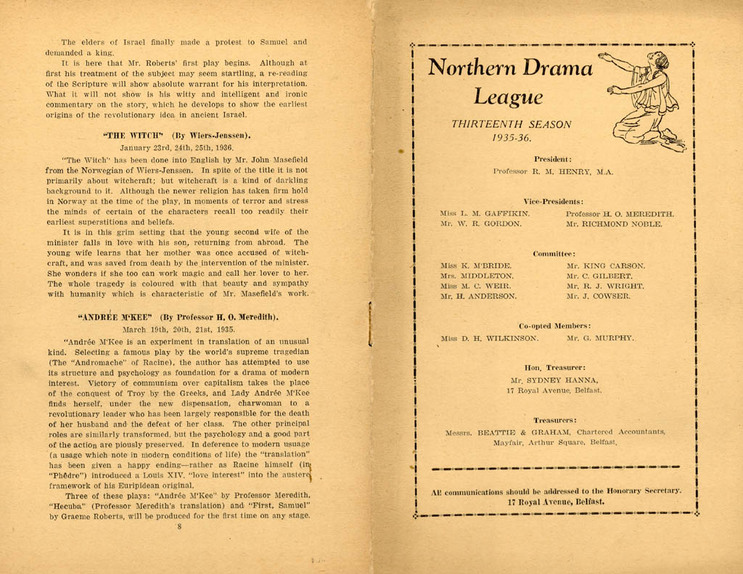 The elders of Israel finally made a protest to Samuel and
demanded a king.
It is here that Mr. Roberts' first play begins. Although at
first his treatment of the subject may seem startling, a re-reading
of the Scripture will show absolute warrant for his interpretation.
What it will not show is his witty and intelligent and ironic
commentary on the story, which he develops to show the earliest
origins of the revolutionary idea in ancient Israel.
"THE WITCH" (By Wiers-Jenssen).
January 23rd, 24th, 25th, 1936.
"The Witch" has been done into English by Mr. John Masefield
from the Norwegian of Wiers-Jenssen. In spite of the title it is not
primarily about witchcraft; but witchcraft is a kind of darkling
background to it. Although the newer religion has taken firm hold
in Norway at the time of the play, in moments of terror and stress
the minds of certain of the characters recall too readily their
earliest superstitions and beliefs.
It is in this grim setting that the young second wife of the
minister falls in love with his son, returning from abroad. The
young wife learns that her mother was once accused of witch-
craft, and was saved from death by the intervention of the minister.
She wonders if she too can work magic and call her lover to her.
The whole tragedy is coloured with that beauty and sympathy
with humanity which is characteristic of Mr. Masefield's work.
"ANDRÉE McKEE" (By Professor H. O. Meredith).
March 19th, 20th, 21st, 1935.
"Andrée M'Kee is an experiment in translation of an unusual
kind. Selecting a famous play by the world's supreme tragedian
(The "Andromache" of Racine), the author has attempted to use
its structure and psychology as foundation for a drama of modern
interest. Victory of communism over capitalism takes the place
of the conquest of Troy by the Greeks, and Lady Andrée M'Kee
finds herself, under the new dispensation, charwoman to a
revolutionary leader who has been largely responsible for the death
of her husband and the defeat of her class. The other principal
roles are similarly transformed, but the psychology and a good part
of the action are piously preserved. In deference to modern usuage
(a usage which note in modern conditions of life) the "translation"
has been given a happy ending—rather as Racine himself (in
"Phêdre") introduced a Louis XIV. "love interest" into the austere
framework of his Euripidean original.
Three of these plays: "Andrée M'Kee" by Professor Meredith,
"Hecuba" (Professor Meredith's translation) and "First, Samuel"
by Graeme Roberts, will be produced for the first time on any stage.
8
Northern Drama
League
THIRTEENTH SEASON
1935-36.
President:
Professor R. M. HENRY, M.A.
Vice-Presidents:
Miss L. M. GAFFIKIN. Professor H. O. MEREDITH.
Mr. W. R. GORDON. Mr. RICHMOND NOBLE.
Committee:
Miss K. M'BRIDE. Mr. KING CARSON.
Mrs. MIDDLETON. Mr. C. GILBERT.
Miss M. C. WEIR. Mr. R. J. WRIGHT.
Mr. H. ANDERSON. Mr. J. COWSER.
Co-opted Members:
Miss D. H. WILKINSON. Mr. G. MURPHY.
Hon. Treasurer:
Mr. SYDNEY HANNA,
17 Royal Avenue, Belfast.
Treasurers:
Messrs. BEATTIE & GRAHAM, Chartered Accountants,
Mayfair, Arthur Square, Belfast.
All communications should be addressed to the Honorary Secretary.
17 Royal Avenue, Belfast.